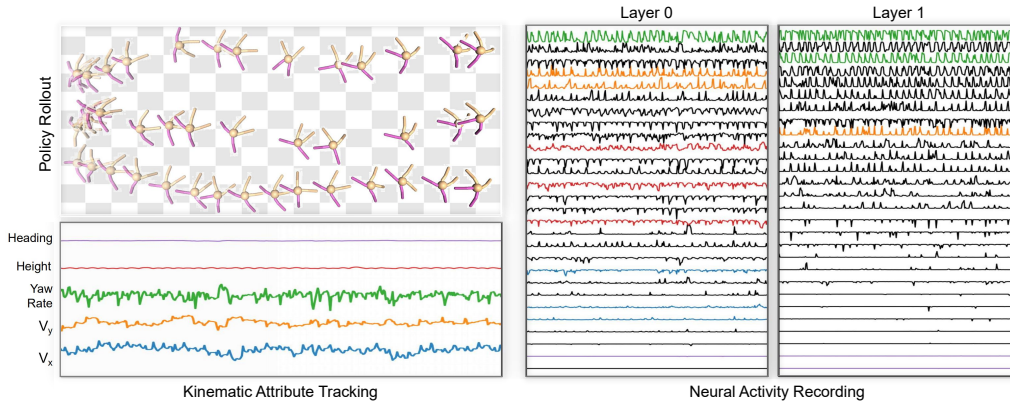 Layer 0
Layer 1
Policy Rollout
Heading
Height
Yaw
Rate
Vy
Vx
Kinematic Attribute Tracking
Neural Activity Recording